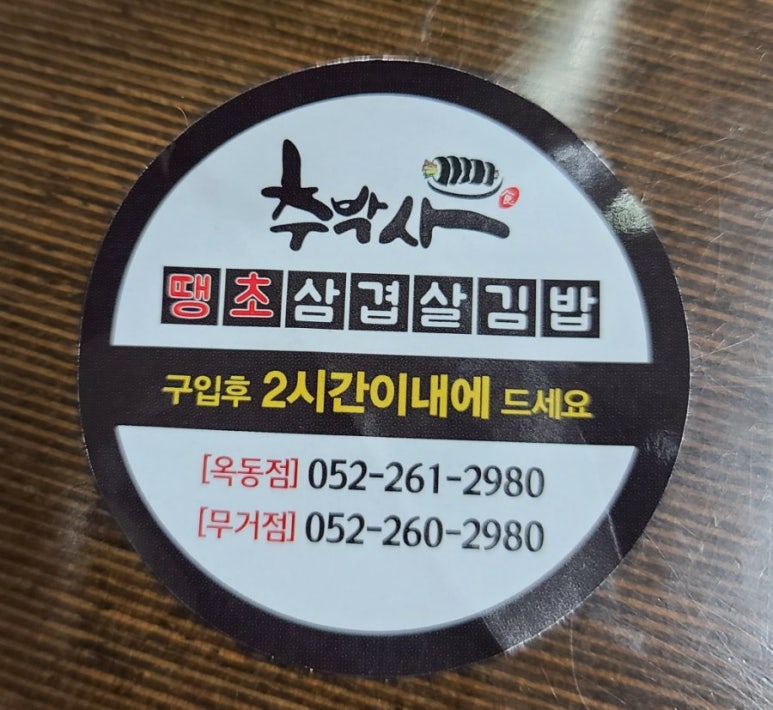 추박사
땡초삼겹살김밥
구입후 2시간이내에 드세요
[옥동점] 052-261-2980
[무거점] 052-260-2980